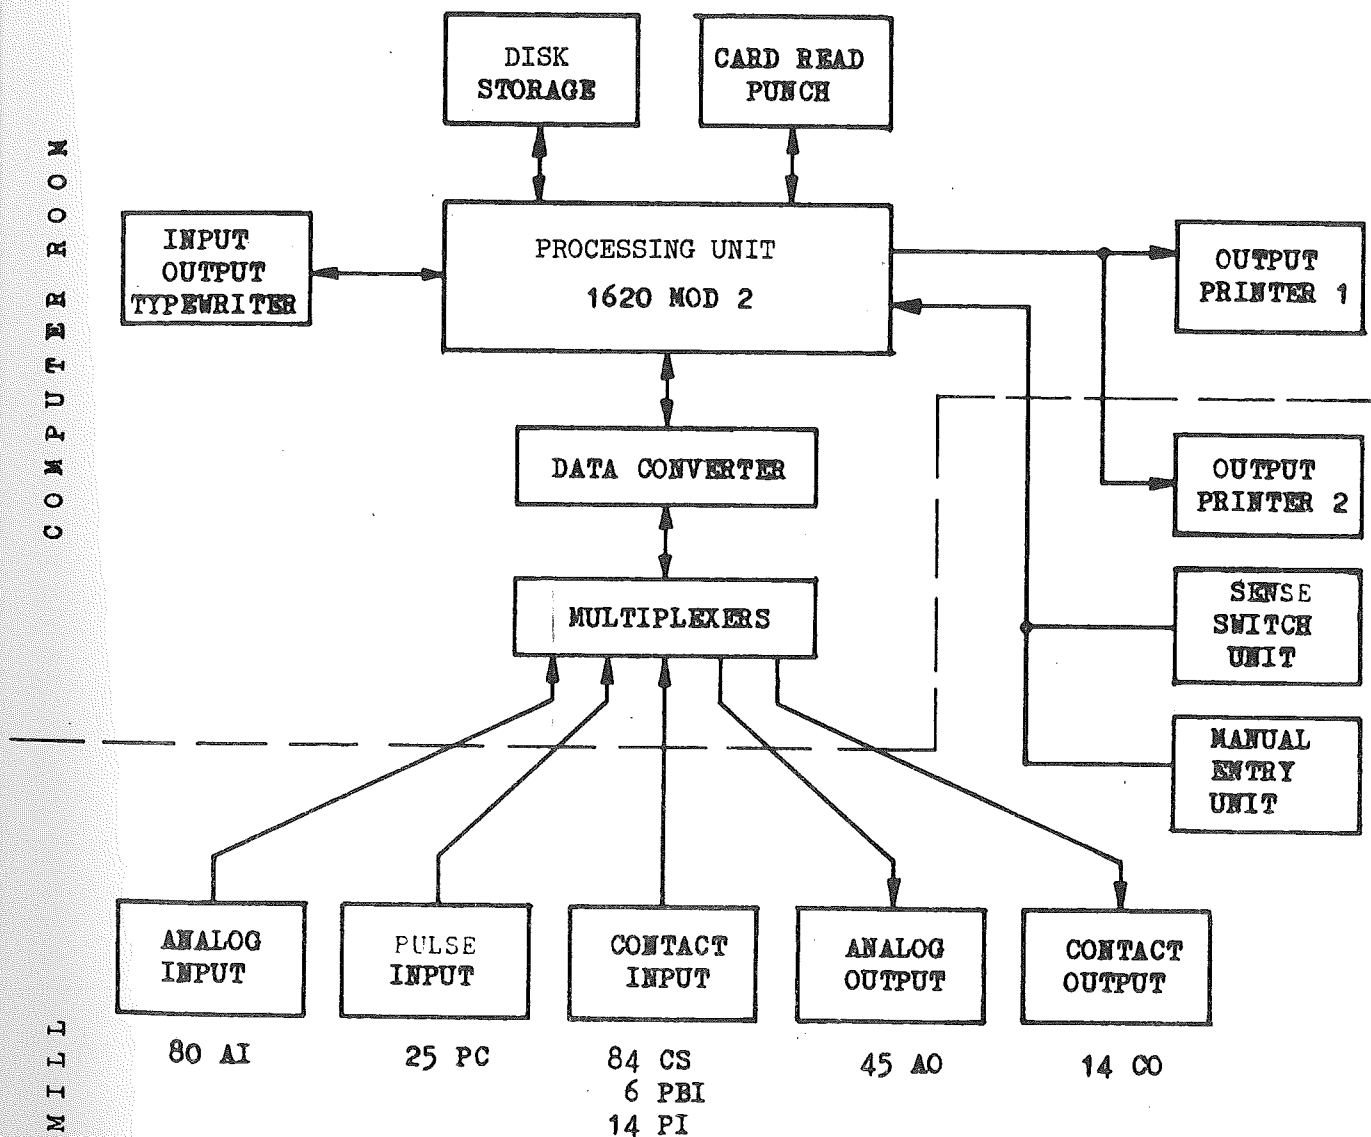 DISK
STORAGE
CARD READ
PUNCH
COMPUTER ROOM
INPUT
OUTPUT
TYPEWRITER
PROCESSING UNIT
1620 MOD 2
OUTPUT
PRINTER 1
DATA CONVERTER
OUTPUT
PRINTER 2
MULTIPLEXERS
SENSE
SWITCH
UNIT
MANUAL
ENTRY
UNIT
MILL
ANALOG
INPUT
PULSE
INPUT
CONTACT
INPUT
ANALOG
OUTPUT
CONTACT
OUTPUT
80 AI
25 PC
84 CS
6 PBI
14 PI
45 AO
14 CO